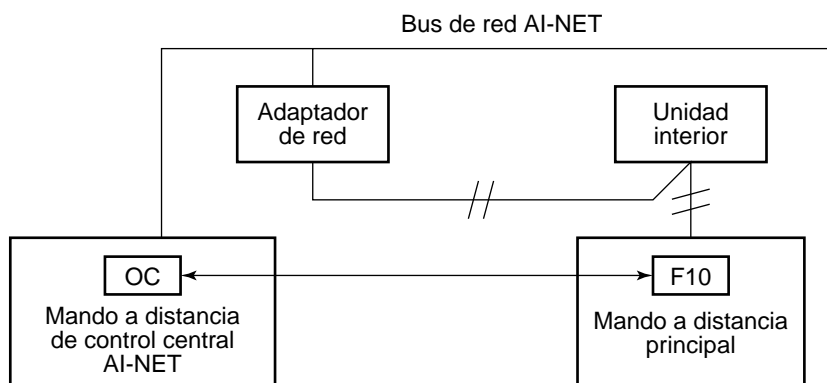 Bus de red AI-NET
Adaptador
de red
Unidad
interior
OC
F10
Mando a distancia
de control central
AI-NET
Mando a distancia
principal